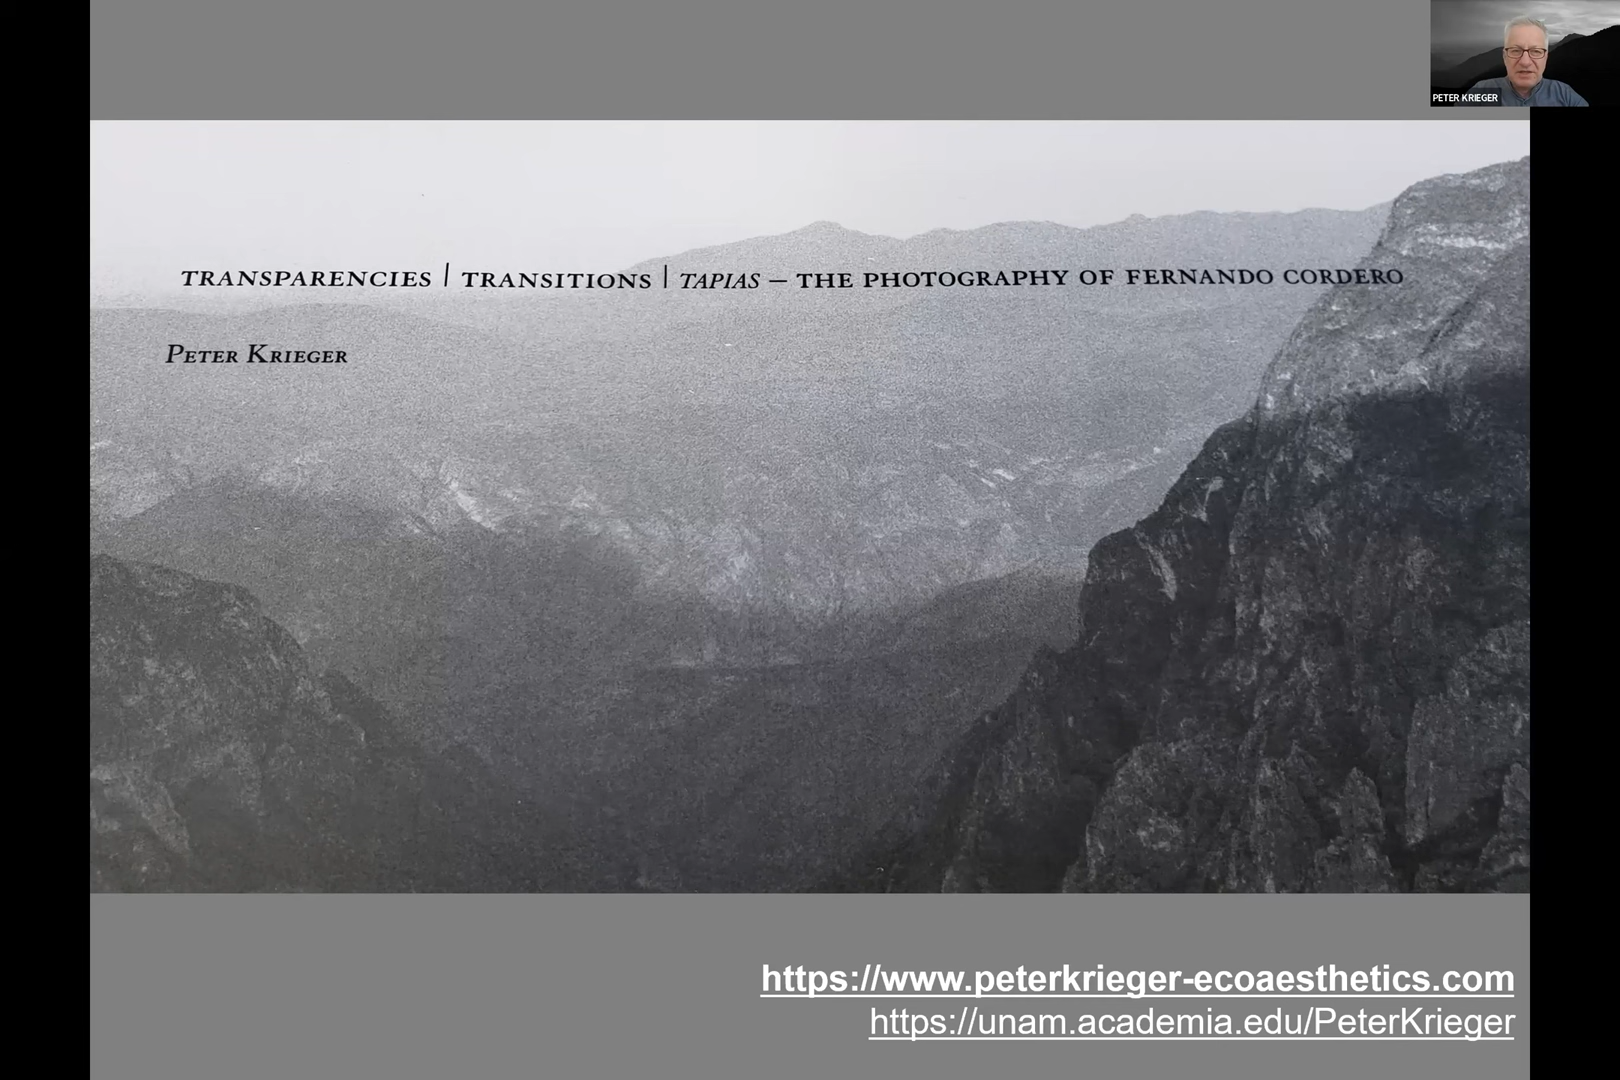 PETER KRIEGER
TRANSPARENCIES | TRANSITIONS | TAPIAS — THE PHOTOGRAPHY OF FERNANDO CORDERO
PETER KRIEGER
https://www.peterkrieger-ecoaesthetics.com
https://unam.academia.edu/PeterKrieger